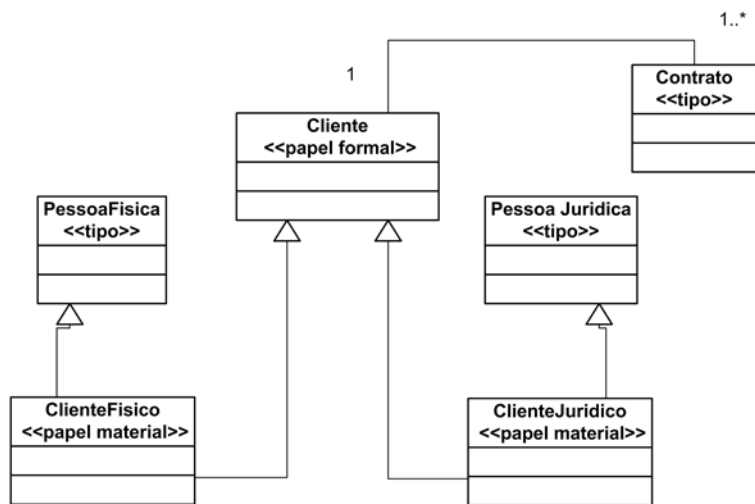 1..*
1
Contrato
<<tipo>>
Cliente
<<papel formal>>
PessoaFisica
<<tipo>>
Pessoa Juridica
<<tipo>>
ClienteFisico
<<papel material>>
ClienteJuridico
<<papel material>>